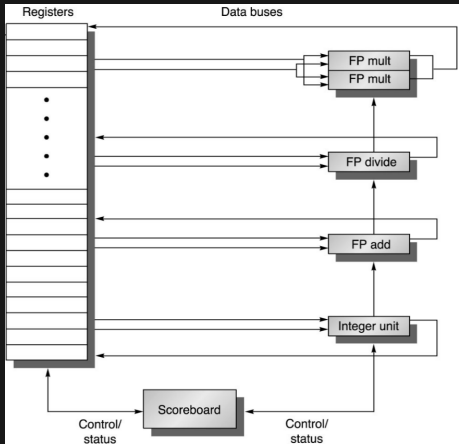 Registers
Data buses
FP mult
FP mult
FP divide
FP add
Integer unit
Scoreboard
Control/
status
Control/
status